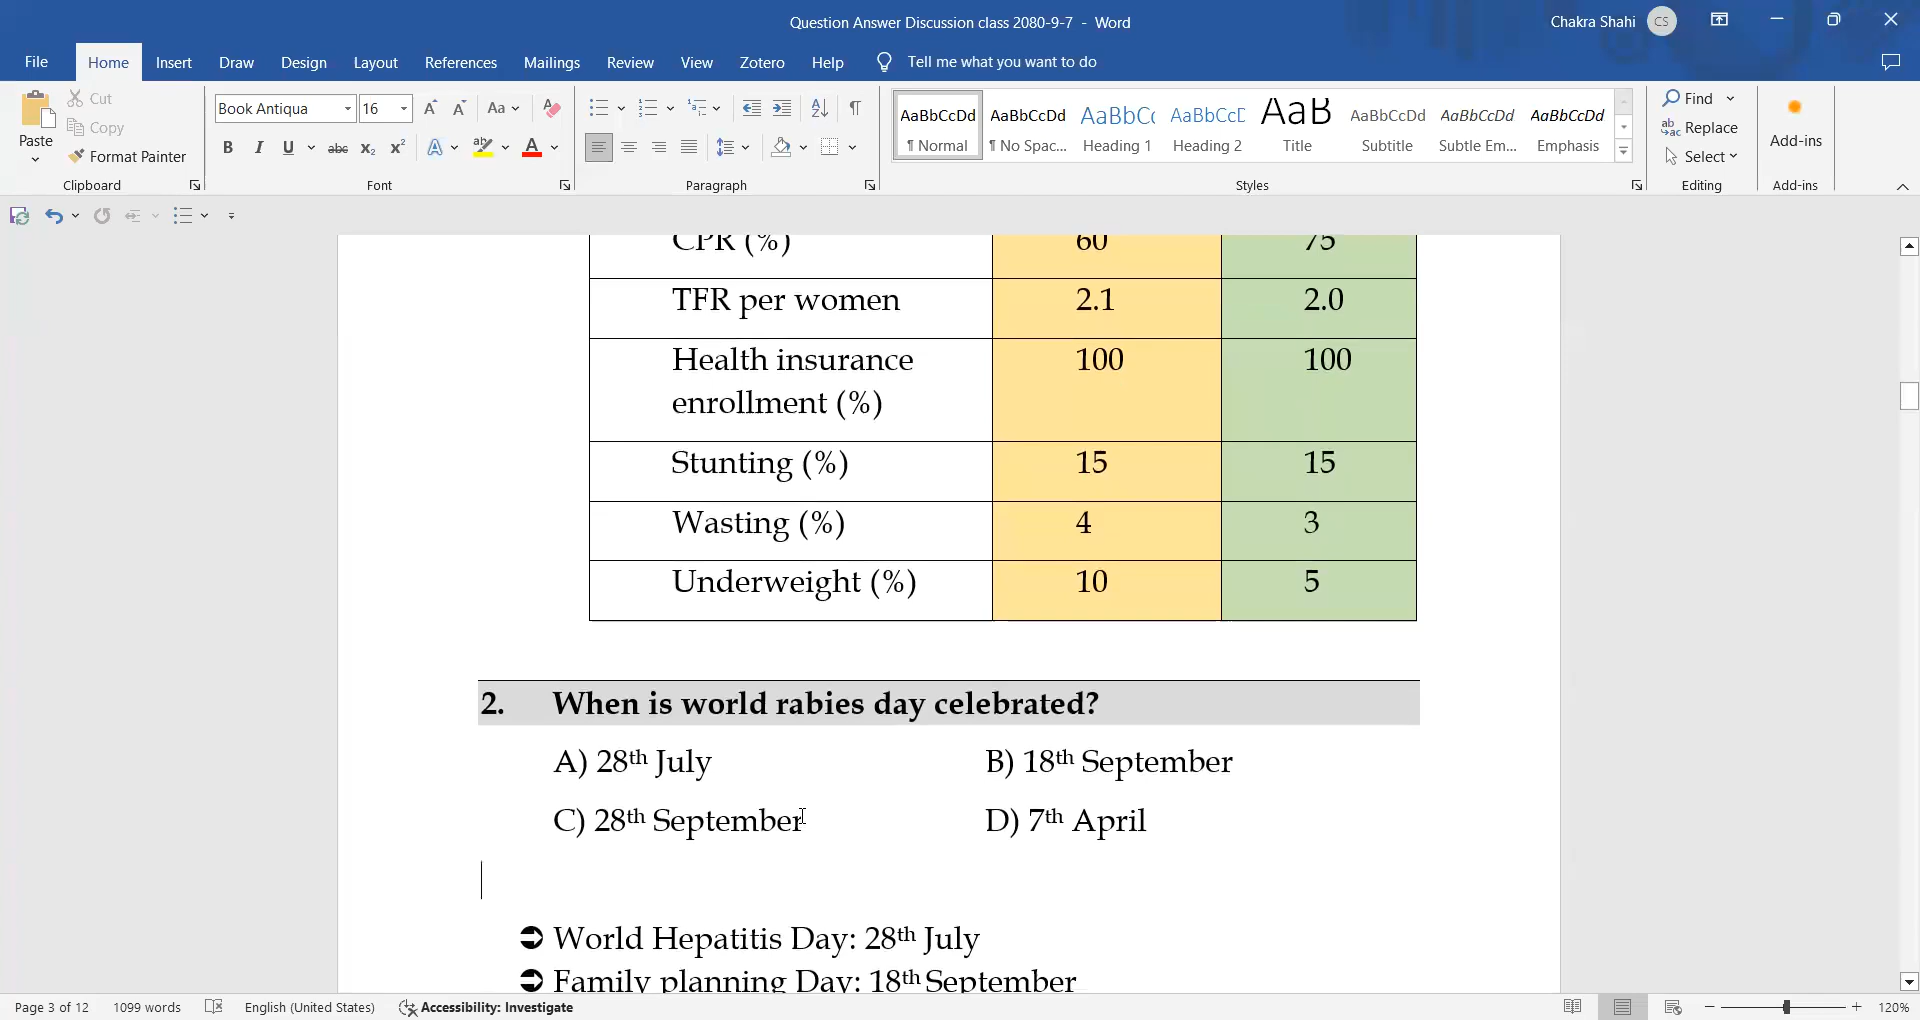 Question Answer Discussion class 2080-9-7 - Word
Chakra Shahi CS
File Home Insert Draw Design Layout References Mailings Review View Zotero Help Tell me what you want to do
Paste
Cut
Copy
Format Painter
Clipboard
Book Antiqua 16
Font
Paragraph
AaBbCcDd AaBbCcDd AaBbCc AaBbCcD AaB AaBbCcDd AaBbCcDd AaBbCcDd
¶ Normal ¶ No Spac... Heading 1 Heading 2 Title Subtitle Subtle Em... Emphasis
Styles
Find
Replace
Select
Editing
Add-ins
Add-ins
CPR (%) 60 75
TFR per women 2.1 2.0
Health insurance 100 100
enrollment (%)
Stunting (%) 15 15
Wasting (%) 4 3
Underweight (%) 10 5
2. When is world rabies day celebrated?
A) 28th July B) 18th September
C) 28th September D) 7th April
World Hepatitis Day: 28th July
Family planning Day: 18th September
Page 3 of 12 1099 words English (United States) Accessibility: Investigate 120%